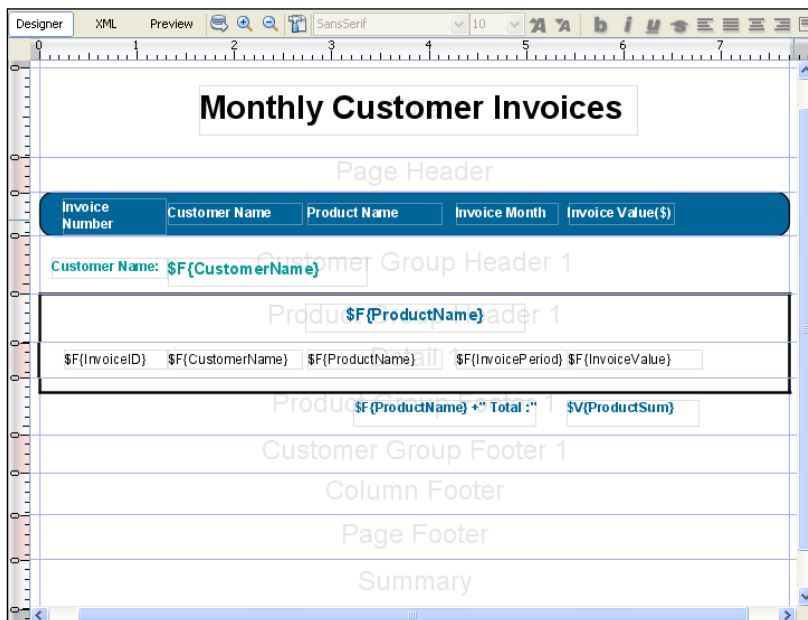 Designer XML Preview SansSerif 10
0 1 2 3 4 5 6 7
Monthly Customer Invoices
Page Header
Invoice Number Customer Name Product Name Invoice Month Invoice Value($)
Customer Group Header 1
Customer Name: $F{CustomerName}
Product Group Header 1
$F{ProductName}
Detail 1
$F{InvoiceID} $F{CustomerName} $F{ProductName} $F{InvoicePeriod} $F{InvoiceValue}
Product Group Footer 1
$F{ProductName} +" Total :" $V{ProductSum}
Customer Group Footer 1
Column Footer
Page Footer
Summary